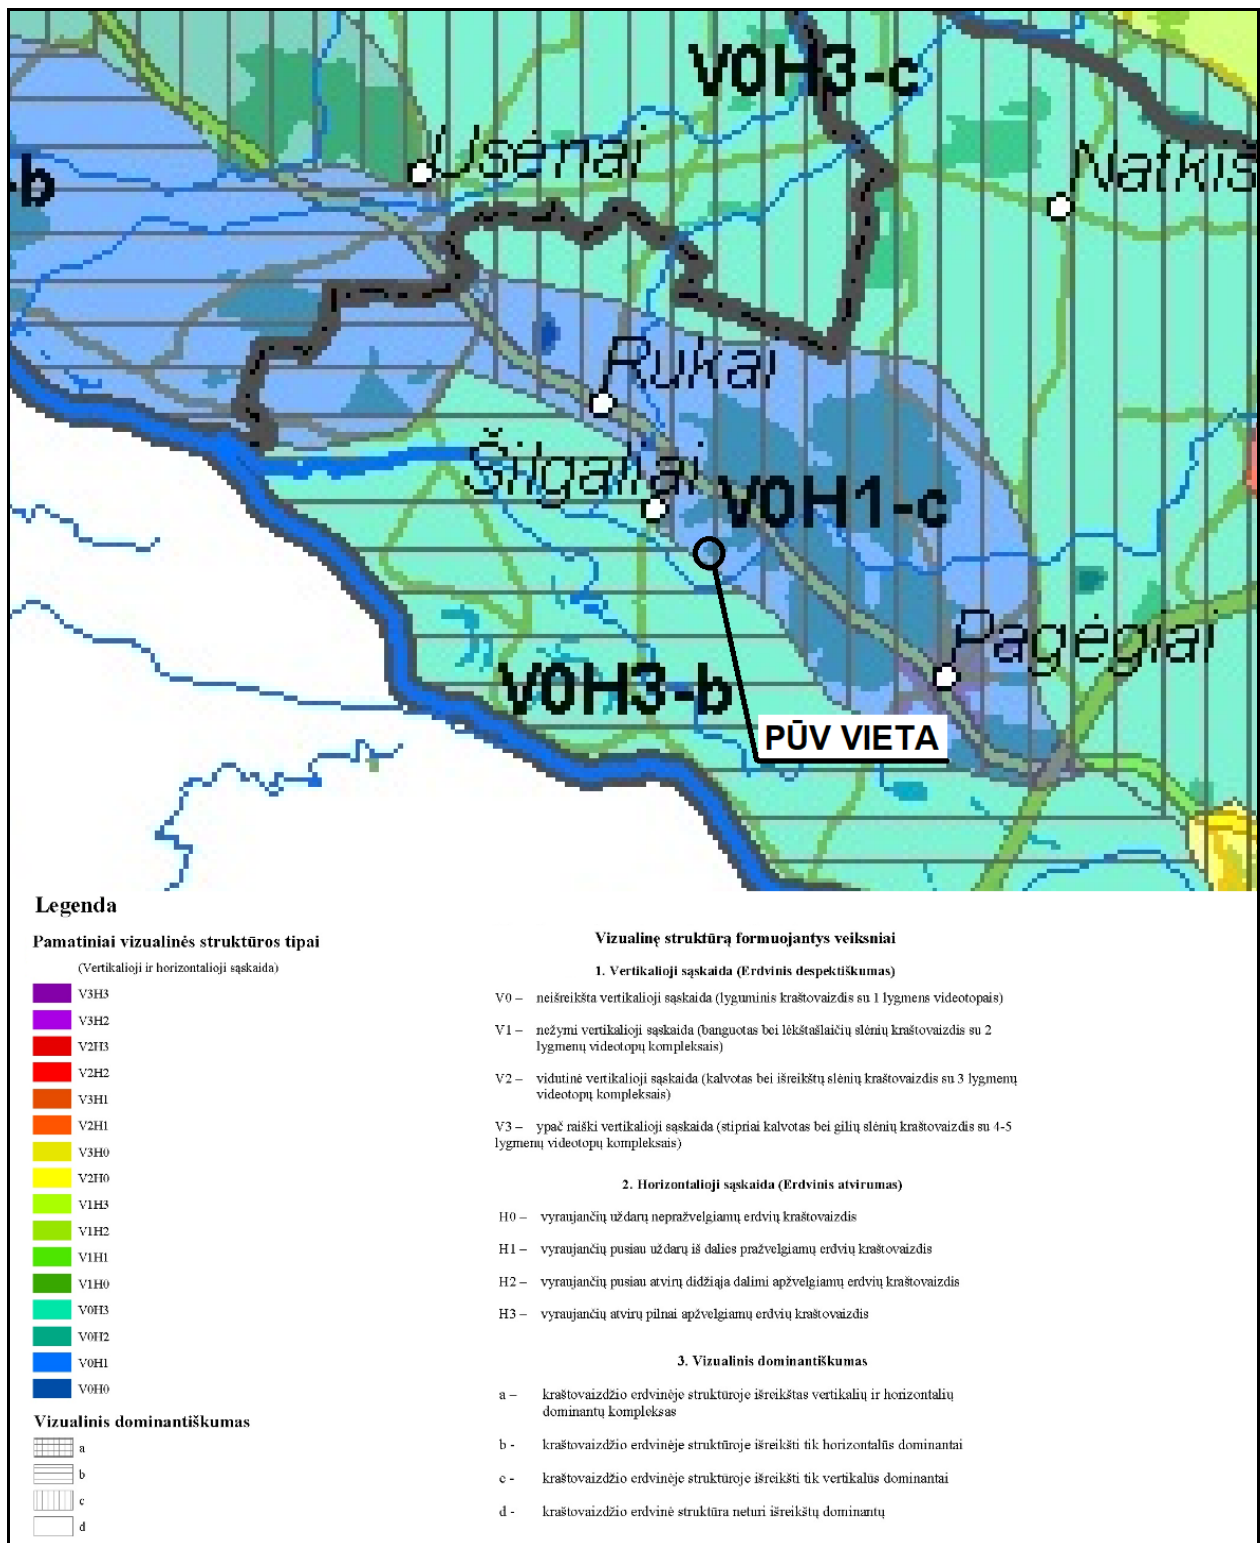 V0H3-c
Usėnai
Natkis
-b
Rukai
Šilgaliai
V0H1-c
Pagėgiai
V0H3-b
PŪV VIETA
Legenda
Pamatiniai vizualinės struktūros tipai
(Vertikalioji ir horizontalioji sąskaida)
V3H3
V3H2
V2H3
V2H2
V3H1
V2H1
V3H0
V2H0
V1H3
V1H2
V1H1
V1H0
V0H3
V0H2
V0H1
V0H0
Vizualinis dominantiškumas
a
b
c
d
Vizualinę struktūrą formuojantys veiksniai
1. Vertikalioji sąskaida (Erdvinis despektiškumas)
V0 – neišreikšta vertikalioji sąskaida (lyguminis kraštovaizdis su 1 lygmens videotopais)
V1 – nežymi vertikalioji sąskaida (banguotas bei lėkštašlaičių slėnių kraštovaizdis su 2
lygmenų videotopų kompleksais)
V2 – vidutinė vertikalioji sąskaida (kalvotas bei išreikštų slėnių kraštovaizdis su 3 lygmenų
videotopų kompleksais)
V3 – ypač raiški vertikalioji sąskaida (stipriai kalvotas bei gilių slėnių kraštovaizdis su 4-5
lygmenų videotopų kompleksais)
2. Horizontalioji sąskaida (Erdvinis atvirumas)
H0 – vyraujančių uždarų nepražvelgiamų erdvių kraštovaizdis
H1 – vyraujančių pusiau uždarų iš dalies pražvelgiamų erdvių kraštovaizdis
H2 – vyraujančių pusiau atvirų didžiąja dalimi apžvelgiamų erdvių kraštovaizdis
H3 – vyraujančių atvirų pilnai apžvelgiamų erdvių kraštovaizdis
3. Vizualinis dominantiškumas
a – kraštovaizdžio erdvinėje struktūroje išreikštas vertikalių ir horizontalių
dominantų kompleksas
b - kraštovaizdžio erdvinėje struktūroje išreikšti tik horizontalūs dominantai
c - kraštovaizdžio erdvinėje struktūroje išreikšti tik vertikalūs dominantai
d - kraštovaizdžio erdvinė struktūra neturi išreikštų dominantų